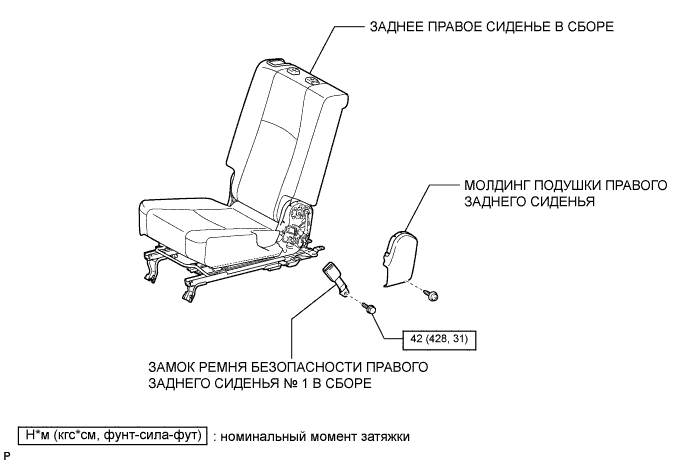 ЗАДНЕЕ ПРАВОЕ СИДЕНЬЕ В СБОРЕ
МОЛДИНГ ПОДУШКИ ПРАВОГО
ЗАДНЕГО СИДЕНЬЯ
42 (428, 31)
ЗАМОК РЕМНЯ БЕЗОПАСНОСТИ ПРАВОГО
ЗАДНЕГО СИДЕНЬЯ № 1 В СБОРЕ
Н*м (кгс*см, фунт-сила-фут) : номинальный момент затяжки
P